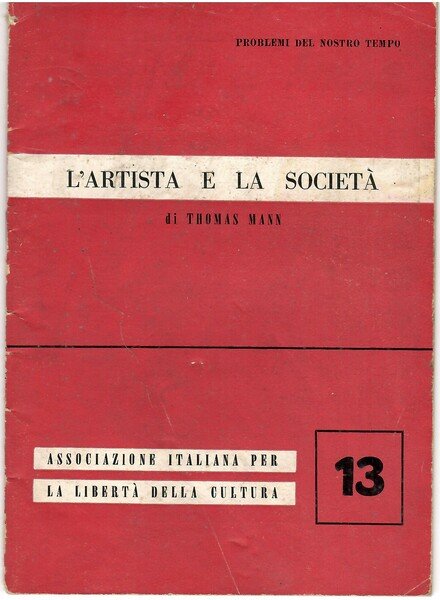 PROBLEMI DEL NOSTRO TEMPO
L'ARTISTA E LA SOCIETÀ
di THOMAS MANN
ASSOCIAZIONE ITALIANA PER
LA LIBERTÀ DELLA CULTURA
13